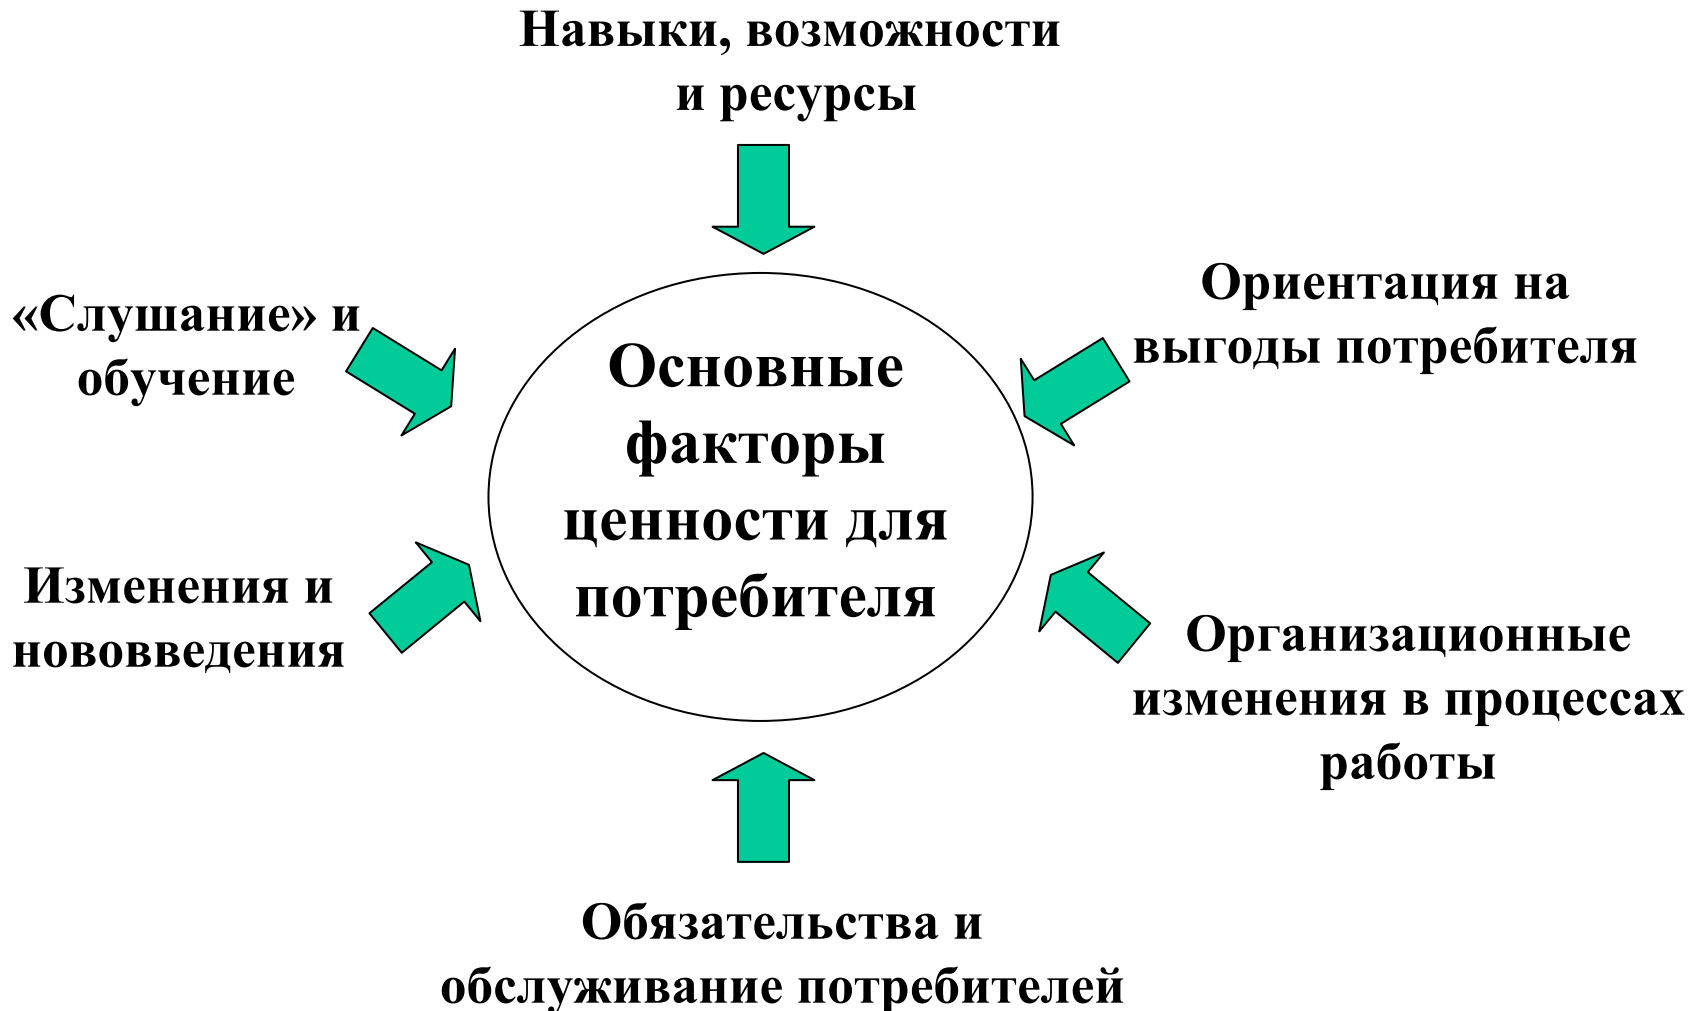 Навыки, возможности
и ресурсы
«Слушание» и
обучение
Ориентация на
выгоды потребителя
Основные
факторы
ценности для
потребителя
Изменения и
нововведения
Организационные
изменения в процессах
работы
Обязательства и
обслуживание потребителей